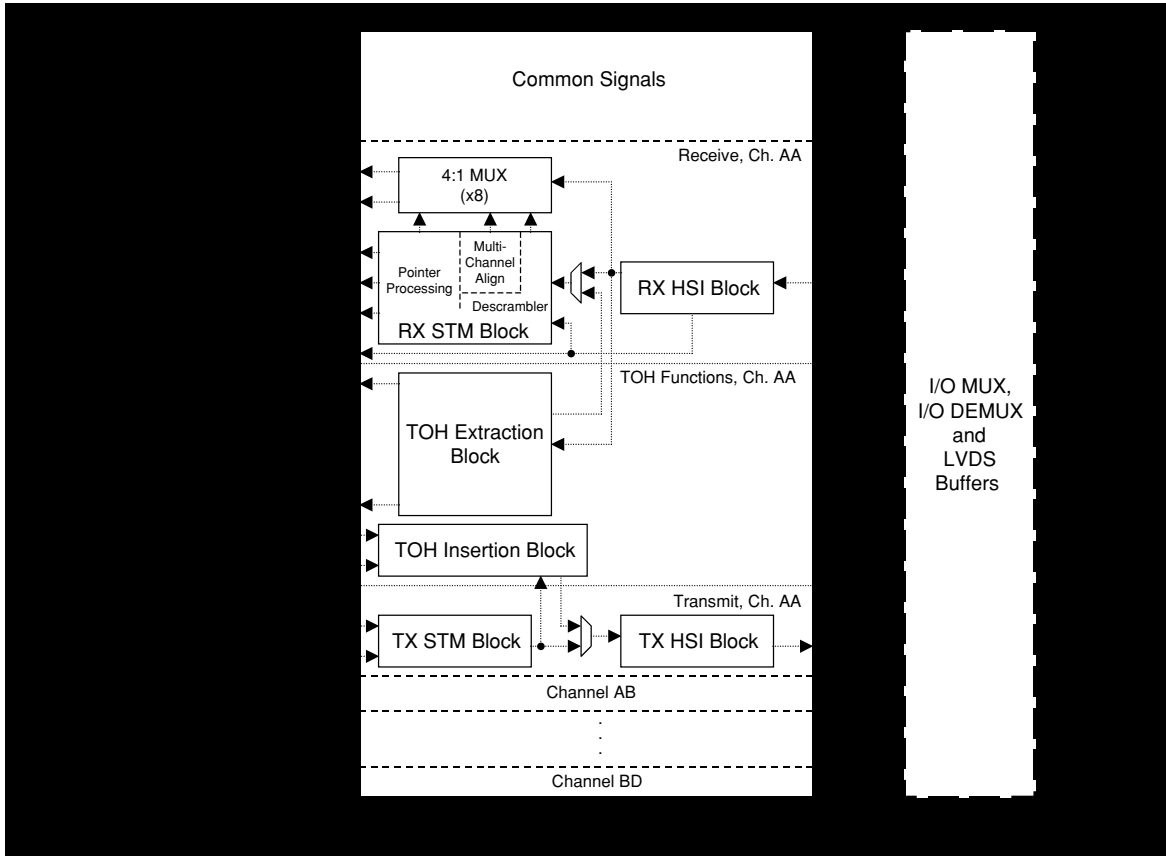 Common Signals
Receive, Ch. AA
4:1 MUX
(x8)
Multi-
Channel
Align
Pointer
Processing
Descrambler
RX STM Block
RX HSI Block
TOH Functions, Ch. AA
TOH Extraction
Block
TOH Insertion Block
Transmit, Ch. AA
TX STM Block
TX HSI Block
Channel AB
.
.
.
Channel BD
I/O MUX,
I/O DEMUX
and
LVDS
Buffers